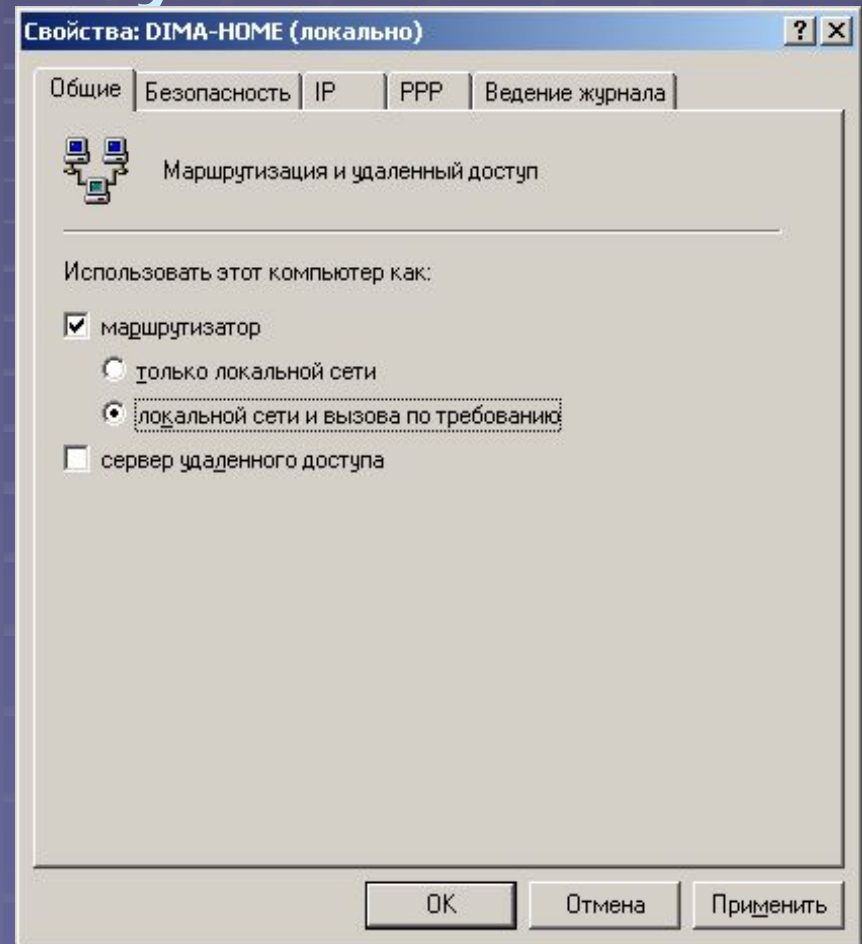 Свойства: DIMA-HOME (локально)
Общие Безопасность IP PPP Ведение журнала
Маршрутизация и удаленный доступ
Использовать этот компьютер как:
маршрутизатор
только локальной сети
локальной сети и вызова по требованию
сервер удаленного доступа
OK Отмена Применить